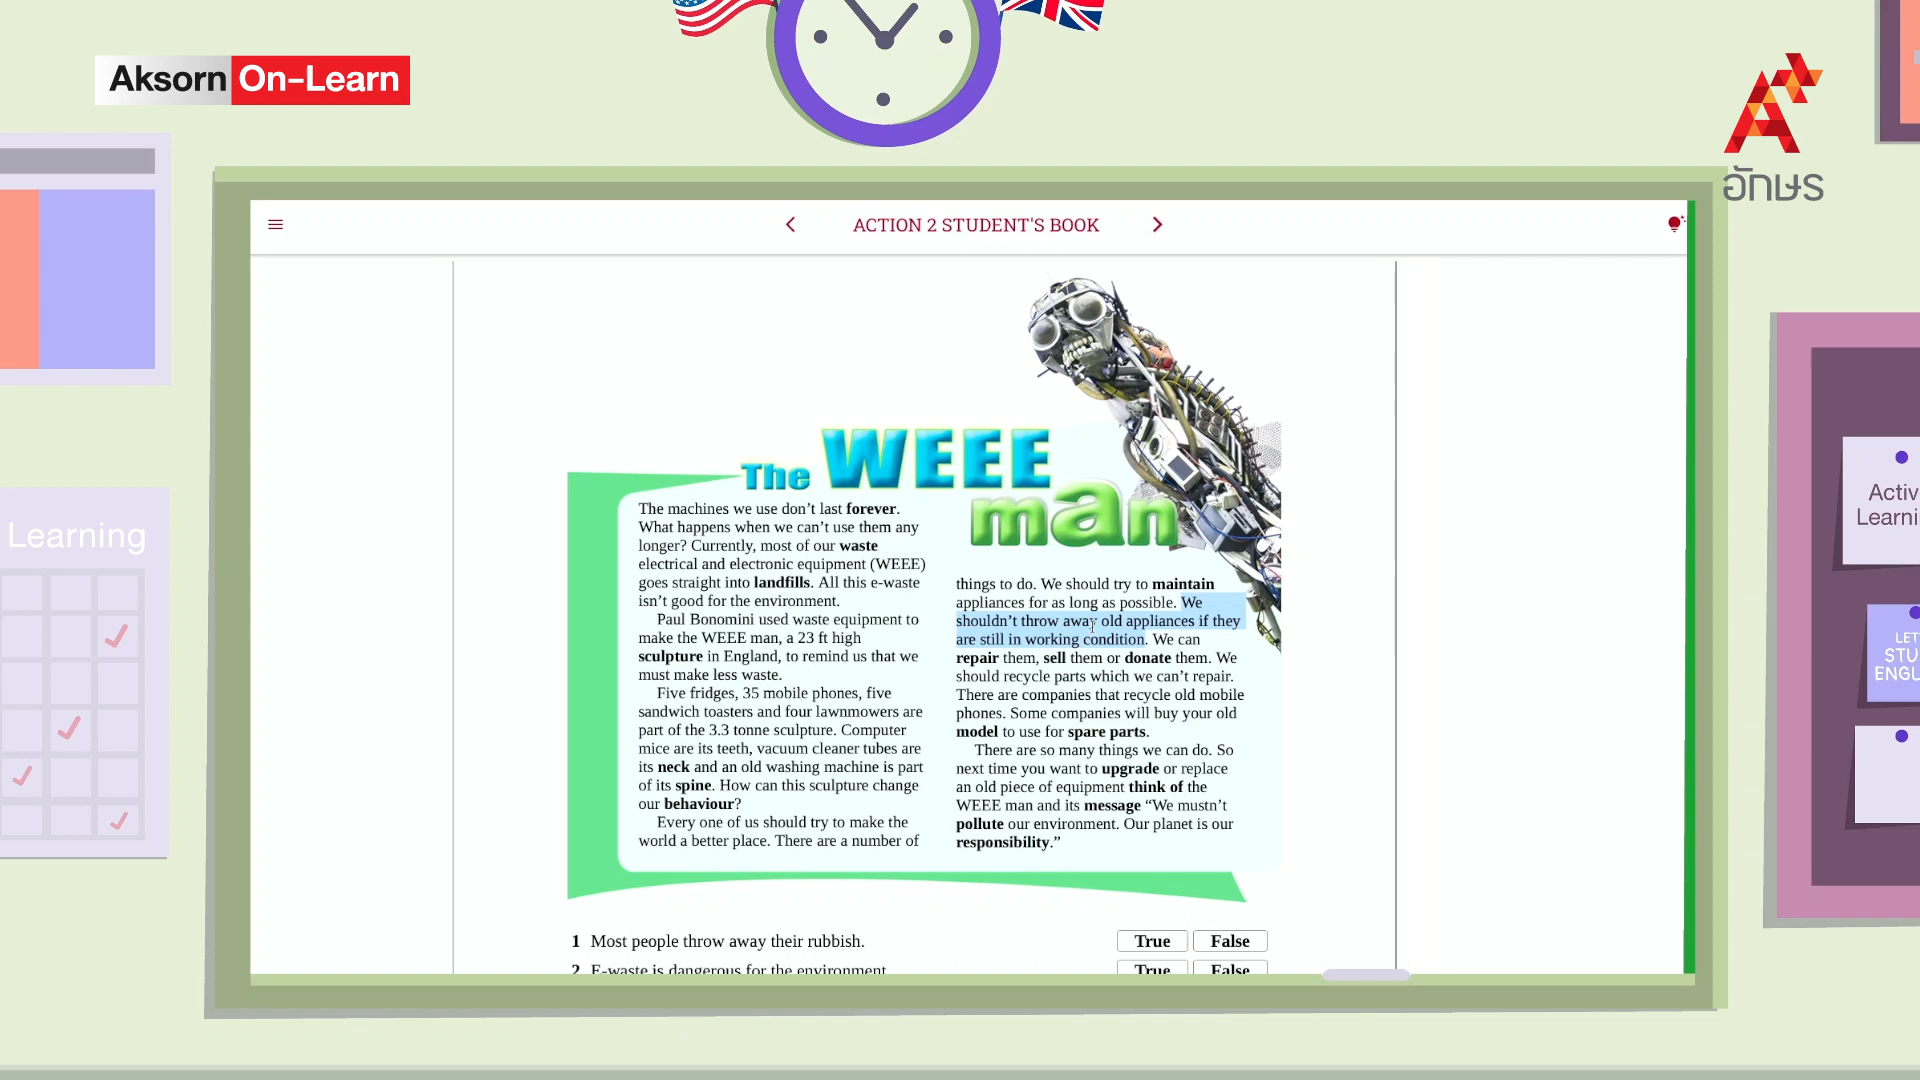 Aksorn On-Learn
อักษร
ACTION 2 STUDENT'S BOOK
The WEEE
man
The machines we use don't last forever.
What happens when we can't use them any
longer? Currently, most of our waste
electrical and electronic equipment (WEEE)
goes straight into landfills. All this e-waste
isn't good for the environment.
Paul Bonomini used waste equipment to
make the WEEE man, a 23 ft high
sculpture in England, to remind us that we
must make less waste.
Five fridges, 35 mobile phones, five
sandwich toasters and four lawnmowers are
part of the 3.3 tonne sculpture. Computer
mice are its teeth, vacuum cleaner tubes are
its neck and an old washing machine is part
of its spine. How can this sculpture change
our behaviour?
Every one of us should try to make the
world a better place. There are a number of
things to do. We should try to maintain
appliances for as long as possible. We
shouldn't throw away old appliances if they
are still in working condition. We can
repair them, sell them or donate them. We
should recycle parts which we can't repair.
There are companies that recycle old mobile
phones. Some companies will buy your old
model to use for spare parts.
There are so many things we can do. So
next time you want to upgrade or replace
an old piece of equipment think of the
WEEE man and its message “We mustn't
pollute our environment. Our planet is our
responsibility.”
1 Most people throw away their rubbish. True False
2 E-waste is dangerous for the environment True False
Learning
Activ
Learni
LET
STU
ENGL